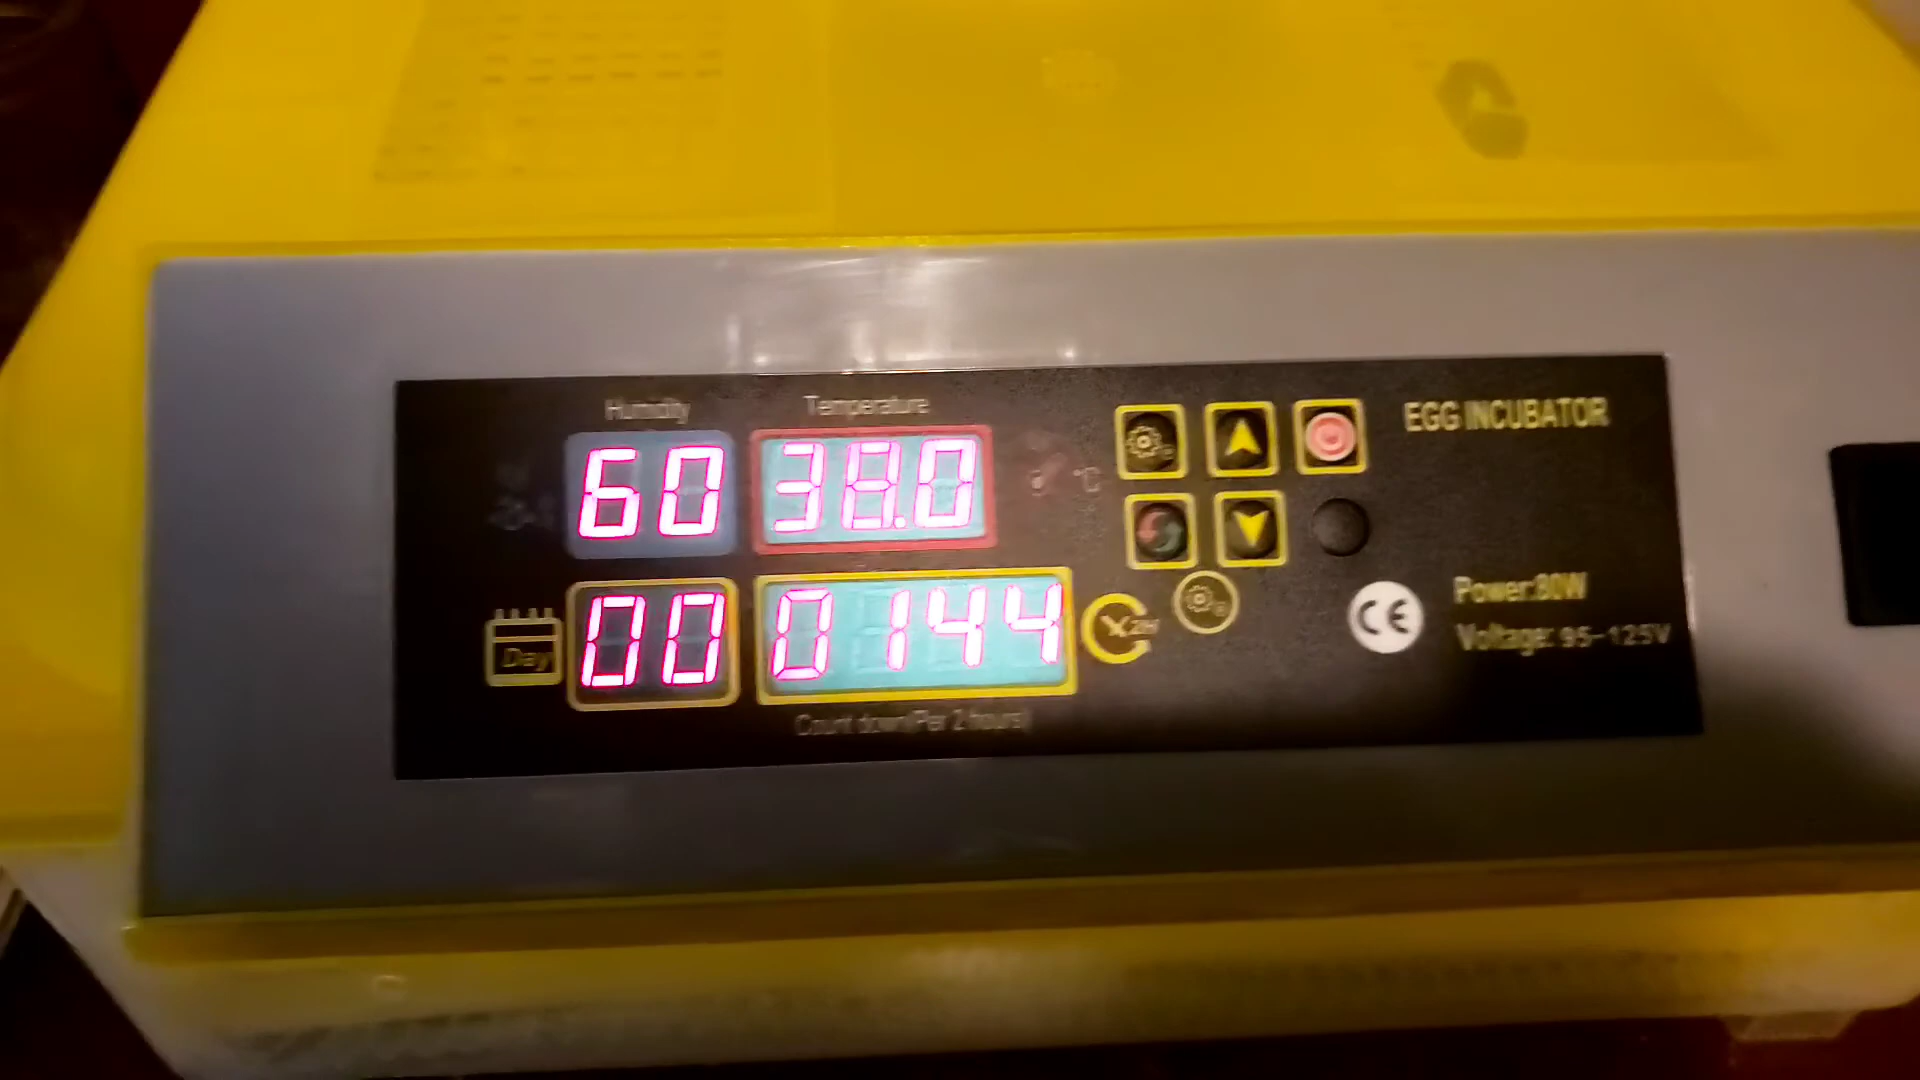 Humidity Temperature
60 38.0 °C
EGG INCUBATOR
Day 00 0144 2H
Count down(Per 2 hours)
CE
Power:80W
Voltage: 95-125V